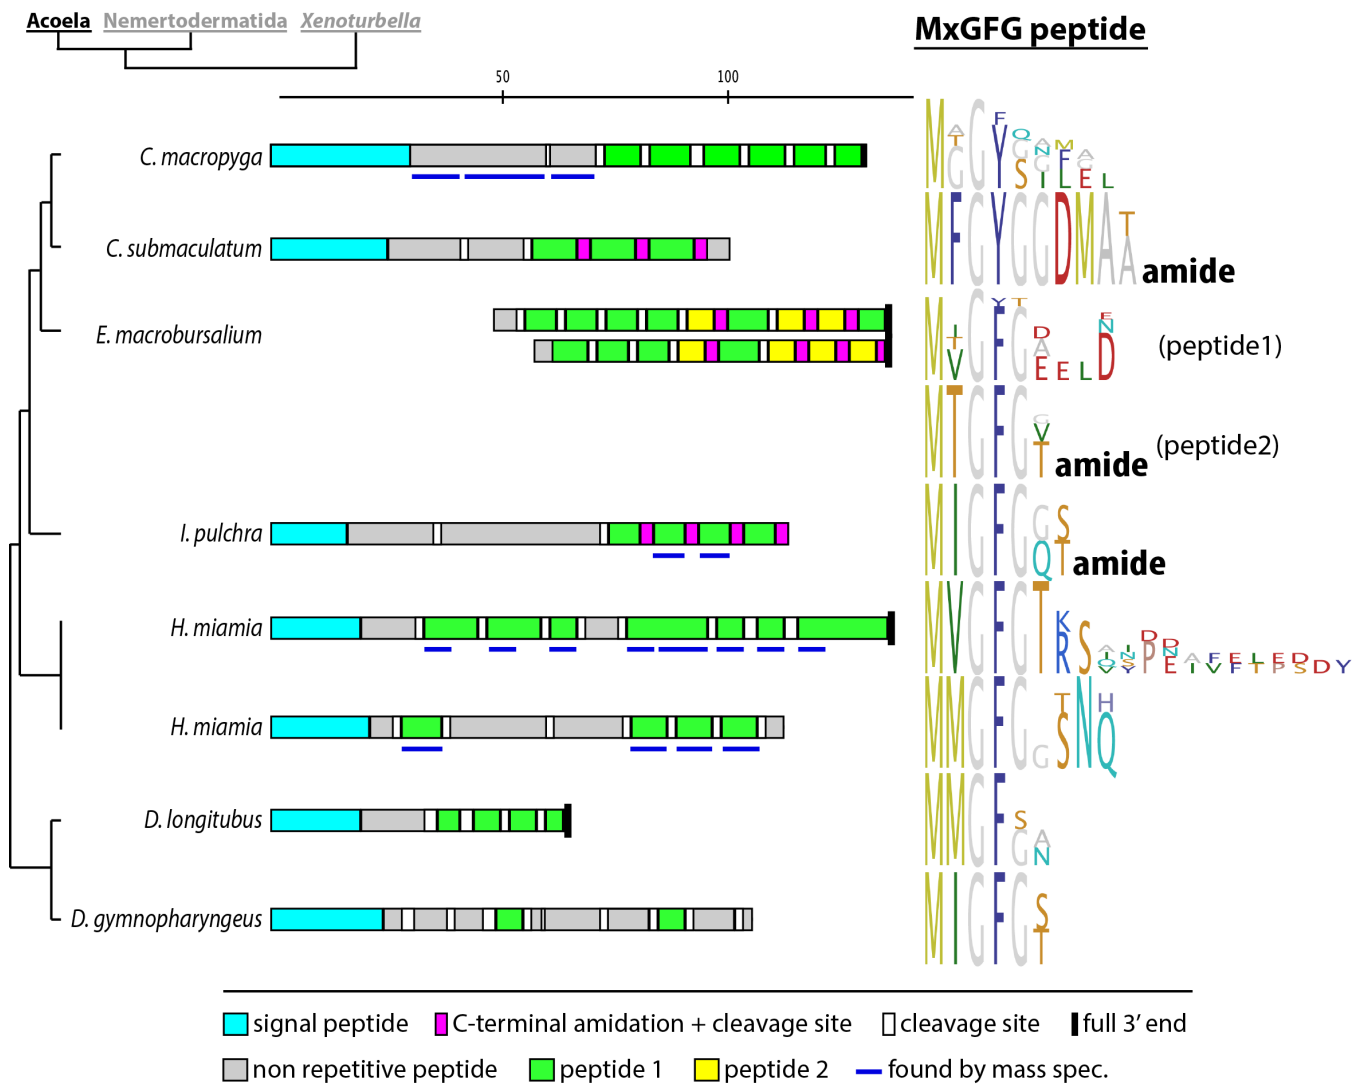 Acoela Nemertodermatida Xenoturbella
MxGFG peptide
50 100
C. macropyga
C. submaculatum
amide
E. macrobursalium
(peptide1)
(peptide2)
amide
I. pulchra
amide
H. miamia
H. miamia
D. longitubus
D. gymnopharyngeus
signal peptide C-terminal amidation + cleavage site cleavage site full 3’ end
non repetitive peptide peptide 1 peptide 2 found by mass spec.